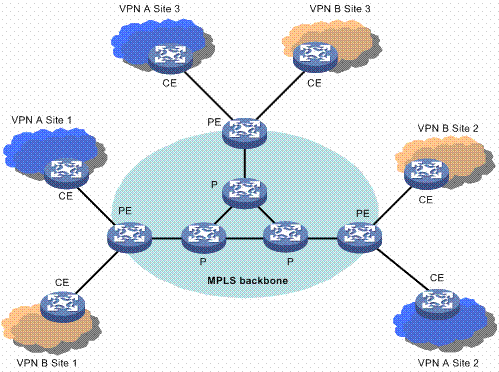 VPN A Site 3
VPN B Site 3
CE
CE
PE
VPN A Site 1
VPN B Site 2
CE
CE
P
PE
PE
P
P
MPLS backbone
CE
CE
VPN B Site 1
VPN A Site 2